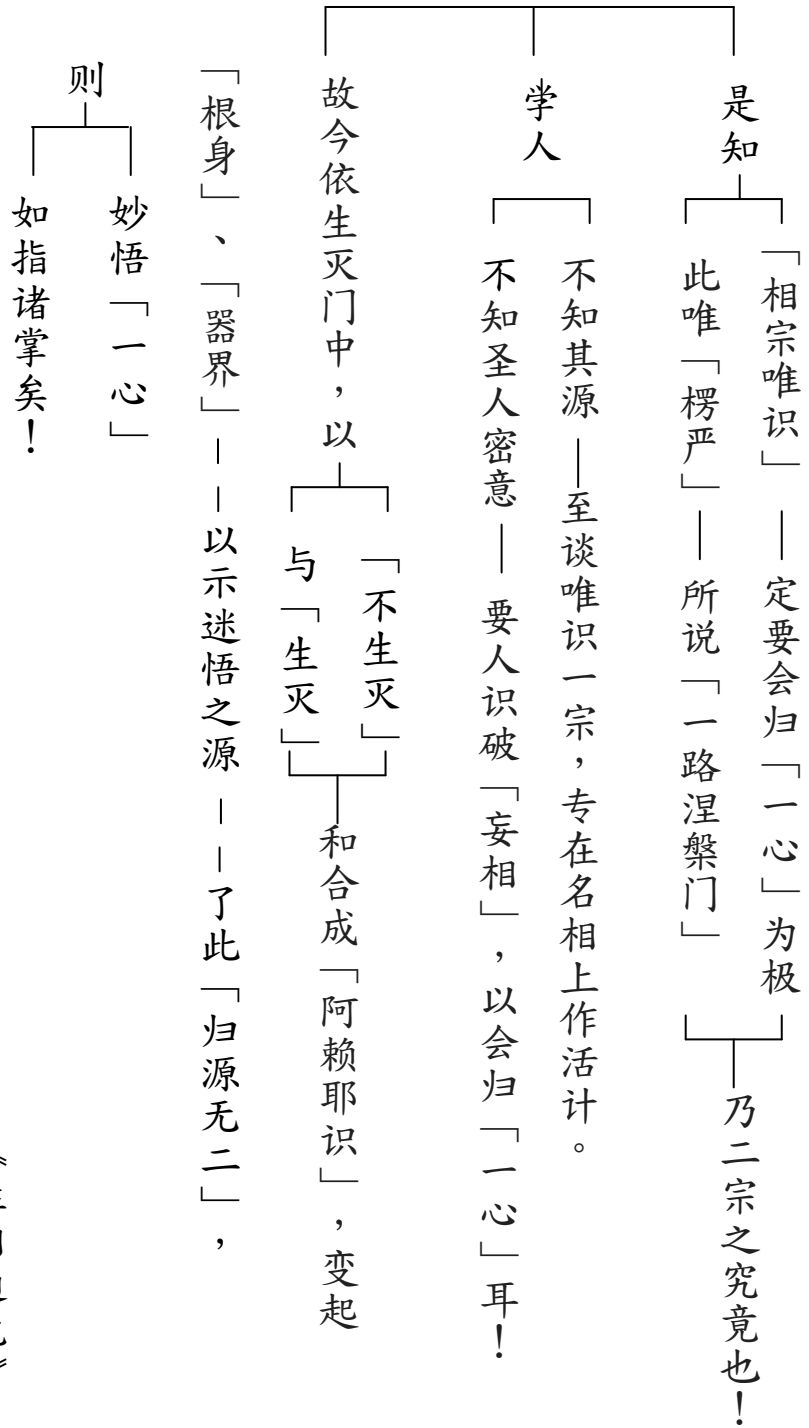 是知
「相宗唯识」——定要会归「一心」为极
此唯「楞严」——所说「一路涅槃门」
乃二宗之究竟也！
学人
不知其源——至谈唯识一宗，专在名相上作活计。
不知圣人密意——要人识破「妄相」，以会归「一心」耳！
故今依生灭门中，以
「不生灭」
与「生灭」
和合成「阿赖耶识」，变起
「根身」、「器界」——以示迷悟之源——了此「归源无二」，
则
妙悟「一心」
如指诸掌矣！